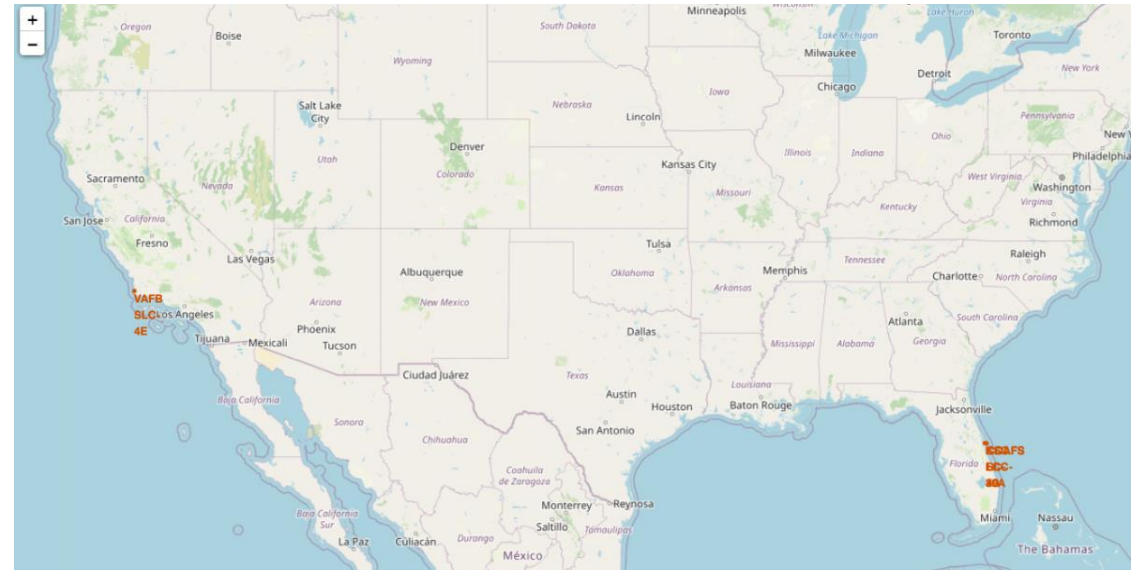 +
−
Oregon
Boise
South Dakota
Minneapolis
Lake Huron
Toronto
Lake Michigan
Milwaukee
Wyoming
Detroit
New York
Chicago
Iowa
Nebraska
Salt Lake
City
Lincoln
Pennsylvania
Ohio
Denver
Illinois
Indiana
Philadelphia
Utah
Colorado
Kansas City
Sacramento
Nevada
Kansas
Missouri
West Virginia
Washington
Virginia
Kentucky
San Jose
California
Richmond
Fresno
Las Vegas
Tulsa
Raleigh
Albuquerque
Oklahoma
Memphis
Tennessee
Charlotte
North Carolina
Arkansas
VAFB
SLC-
4E
Los Angeles
Arizona
New Mexico
South Carolina
Atlanta
Phoenix
Dallas
Tijuana
Mexicali
Tucson
Mississippi
Alabama
Georgia
Ciudad Juárez
Texas
Louisiana
Austin
Baja California
Houston
Baton Rouge
Jacksonville
Sonora
San Antonio
Chihuahua
Florida
Coahuila
de Zaragoza
Monterrey
Reynosa
Baja California
Sur
Miami
Nassau
Saltillo
Tamaulipas
La Paz
Culiacán
Durango
México
The Bahamas